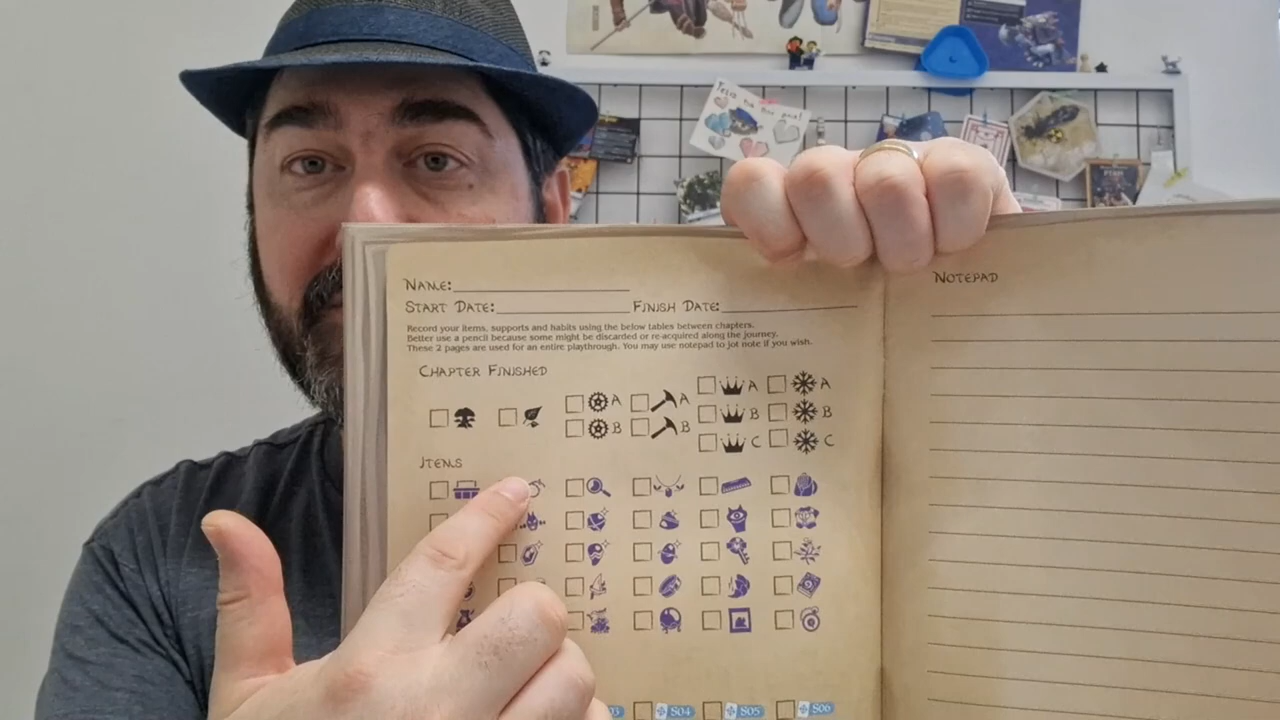 NAME:
START DATE: FINISH DATE:
Record your items, supports and habits using the below tables between chapters.
Better use a pencil because some might be discarded or re-acquired along the journey.
These 2 pages are used for an entire playthrough. You may use notepad to jot note if you wish.
CHAPTER FINISHED
A A A A
B B B B
C C
ITEMS
S04 S05 S06
NOTEPAD